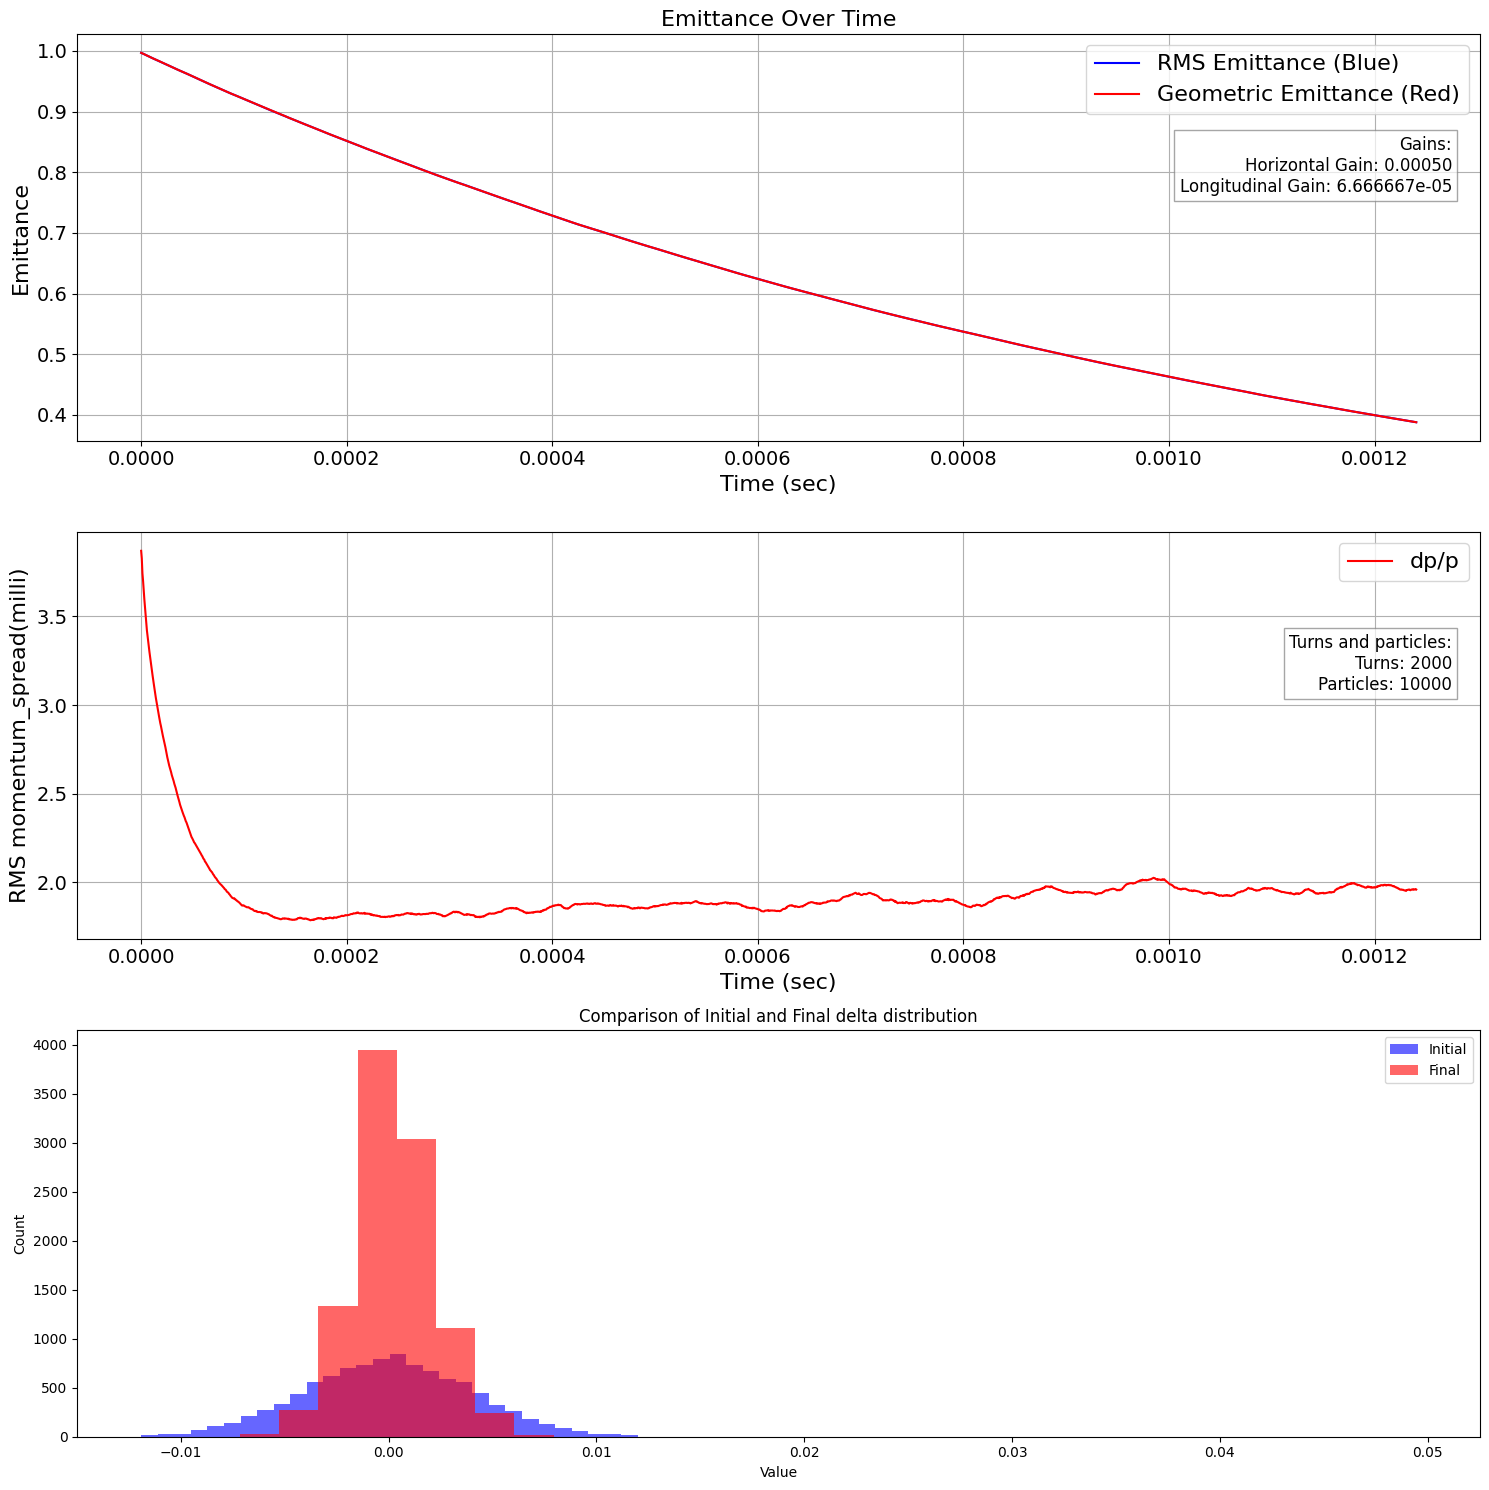 Emittance Over Time
1.0
0.9
0.8
0.7
0.6
0.5
0.4
Emittance
RMS Emittance (Blue)
Geometric Emittance (Red)
Gains:
Horizontal Gain: 0.00050
Longitudinal Gain: 6.666667e-05
0.0000 0.0002 0.0004 0.0006 0.0008 0.0010 0.0012
Time (sec)
3.5
3.0
2.5
2.0
RMS momentum_spread(milli)
dp/p
Turns and particles:
Turns: 2000
Particles: 10000
0.0000 0.0002 0.0004 0.0006 0.0008 0.0010 0.0012
Time (sec)
Comparison of Initial and Final delta distribution
4000
3500
3000
2500
2000
1500
1000
500
0
Count
Initial
Final
−0.01 0.00 0.01 0.02 0.03 0.04 0.05
Value